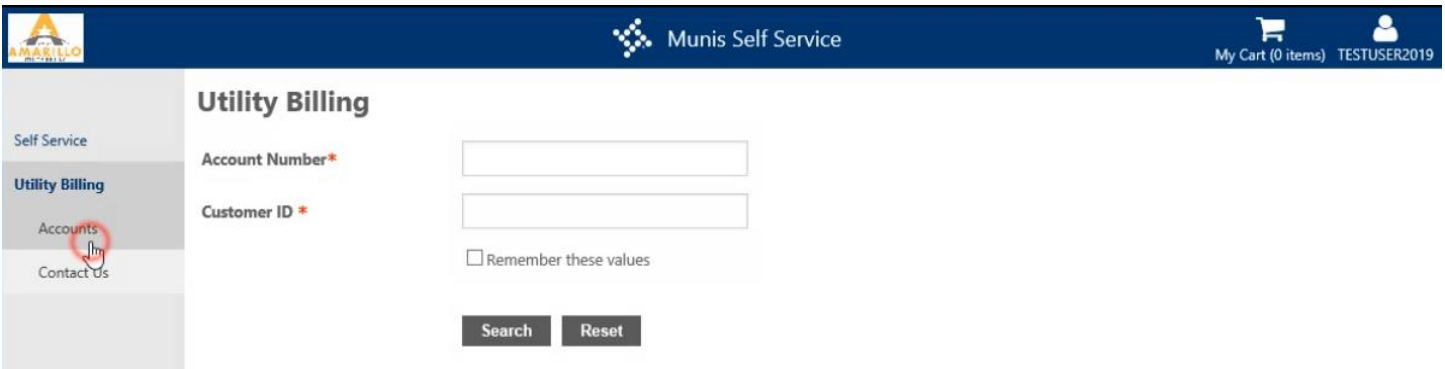 AMARILLO
Munis Self Service
My Cart (0 items) TESTUSER2019
Utility Billing
Self Service
Utility Billing
Accounts
Contact Us
Account Number*
Customer ID *
Remember these values
Search Reset